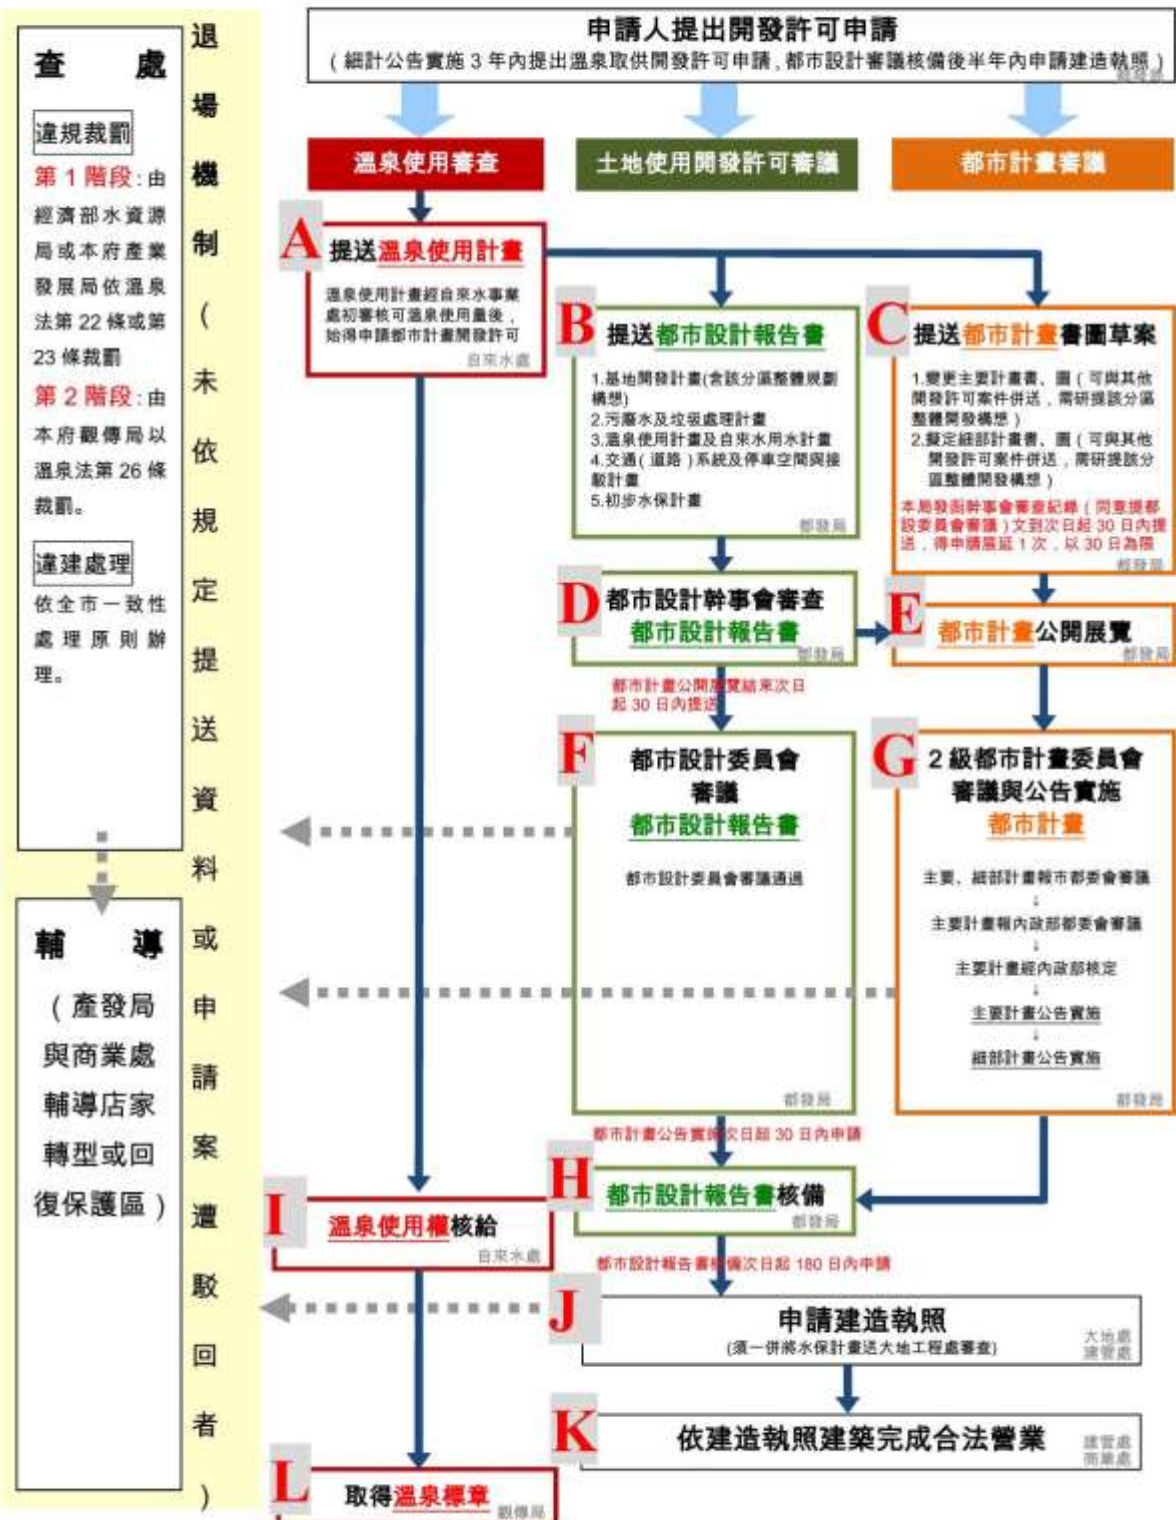 申請人提出開發許可申請
（細計公告實施 3 年內提出溫泉取供開發許可申請，都市設計審議核備後半年內申請建造執照）
溫泉使用審查
土地使用開發許可審議
都市計畫審議
退場機制（未依規定提送資料或申請案遭駁回者）
查處
違規裁罰
第 1 階段：由
經濟部水資源
局或本府產業
發展局依溫泉
法第 22 條或第
23 條裁罰
第 2 階段：由
本府觀傳局以
溫泉法第 26 條
裁罰。
違建處理
依全市一致性
處理原則辦
理。
輔導
（產發局
與商業處
輔導店家
轉型或回
復保護區）
A
提送溫泉使用計畫
溫泉使用計畫經自來水事業
處初審核可溫泉使用量後，
始得申請都市計畫開發許可
自來水處
B
提送都市設計報告書
1.基地開發計畫(含該分區整體規劃
構想)
2.污廢水及垃圾處理計畫
3.溫泉使用計畫及自來水用水計畫
4.交通（道路）系統及停車空間與接
駁計畫
5.初步水保計畫
都發局
C
提送都市計畫書圖草案
1.變更主要計畫書、圖（可與其他
開發許可案件併送，需研提該分區
整體開發構想）
2.擬定細部計畫書、圖（可與其他
開發許可案件併送，需研提該分
區整體開發構想）
本局發函幹事會審查紀錄（同意提都
設委員會審議）文到次日起 30 日內提
送，得申請展延 1 次，以 30 日為限
都發局
D
都市設計幹事會審查
都市設計報告書
都發局
E
都市計畫公開展覽
都發局
都市計畫公開展覽結束次日
起 30 日內提送
F
都市設計委員會
審議
都市設計報告書
都市設計委員會審議通過
都發局
G
2 級都市計畫委員會
審議與公告實施
都市計畫
主要、細部計畫報市都委會審議
↓
主要計畫報內政部都委會審議
↓
主要計畫經內政部核定
↓
主要計畫公告實施
↓
細部計畫公告實施
都發局
都市計畫公告實施次日起 30 日內申請
H
都市設計報告書核備
都發局
I
溫泉使用權核給
自來水處
都市設計報告書核備次日起 180 日內申請
J
申請建造執照
(須一併將水保計畫送大地工程處審查)
大地處
建管處
K
依建造執照建築完成合法營業
建管處
商業處
L
取得溫泉標章
觀傳局